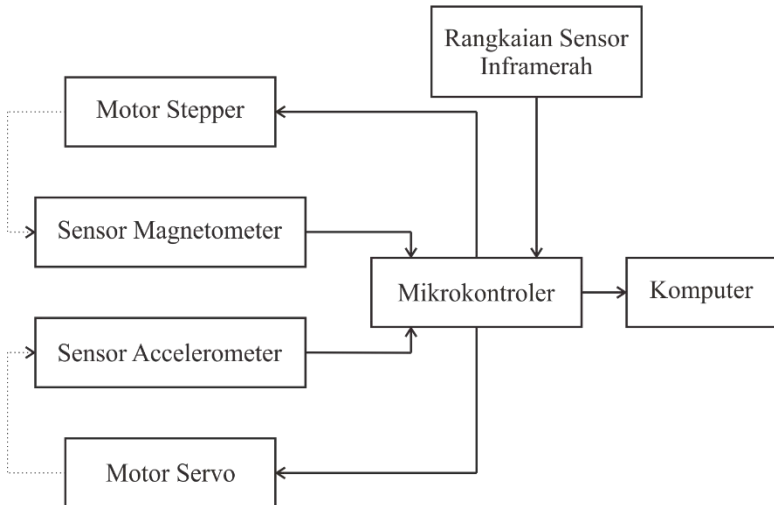 Rangkaian Sensor
Inframerah
Motor Stepper
Sensor Magnetometer
Mikrokontroler
Komputer
Sensor Accelerometer
Motor Servo